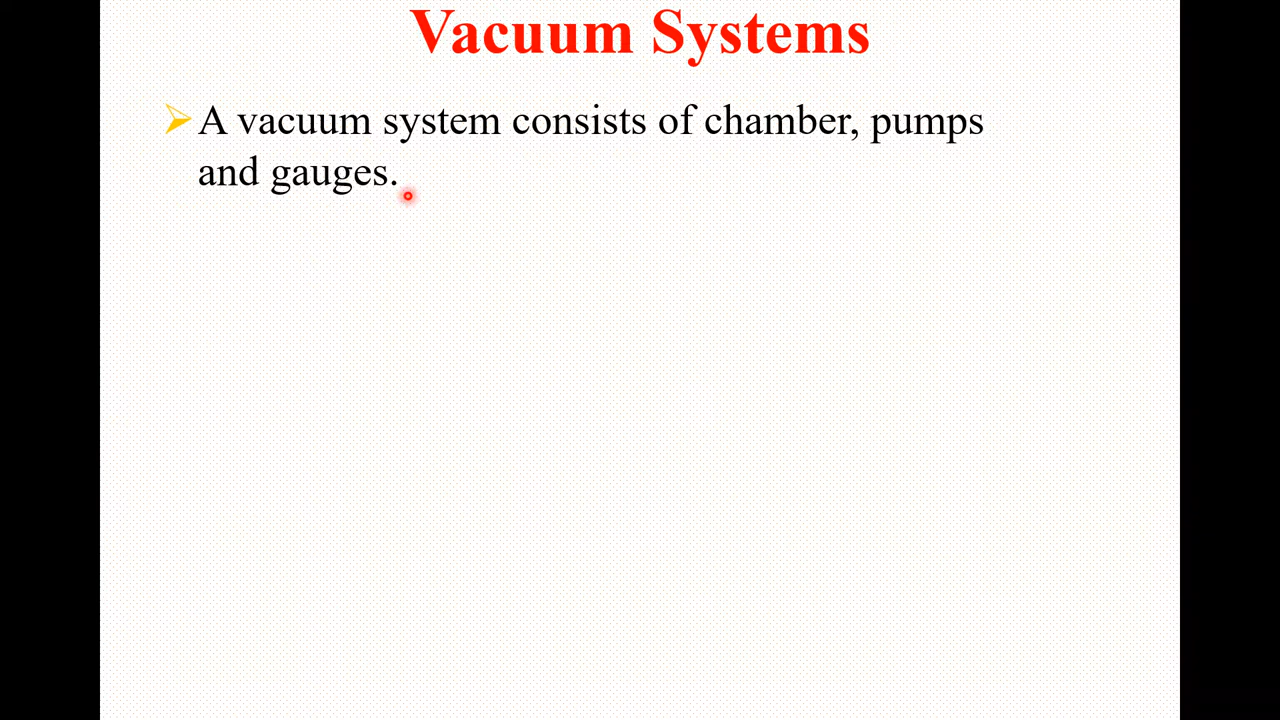 Vacuum Systems
A vacuum system consists of chamber, pumps
and gauges.